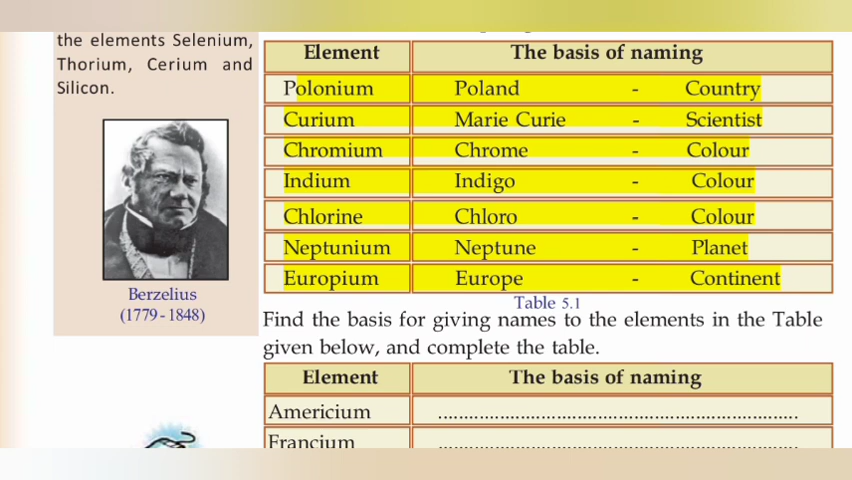 the elements Selenium,
Thorium, Cerium and
Silicon.
Berzelius
(1779 - 1848)
Element The basis of naming
Polonium Poland - Country
Curium Marie Curie - Scientist
Chromium Chrome - Colour
Indium Indigo - Colour
Chlorine Chloro - Colour
Neptunium Neptune - Planet
Europium Europe - Continent
Table 5.1
Find the basis for giving names to the elements in the Table
given below, and complete the table.
Element The basis of naming
Americium ....................................................................
Francium ....................................................................